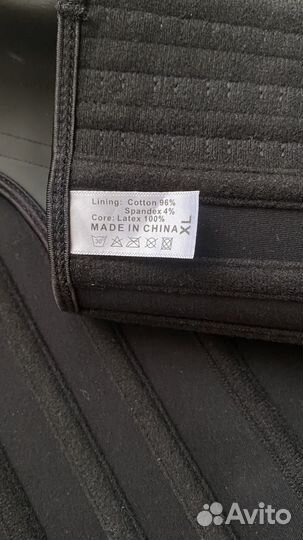 Lining: Cotton 96%
Spandex 4%
Core: Latex 100%
MADE IN CHINA
XL
Avito